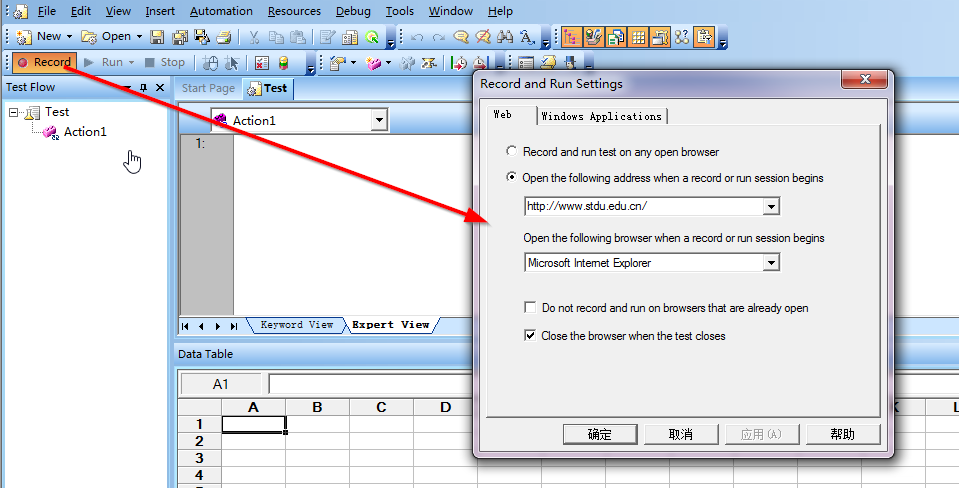 File Edit View Insert Automation Resources Debug Tools Window Help
New Open
Record Run Stop
Test Flow
Start Page Test
Test
Action1
Action1
1:
Keyword View Expert View
Data Table
A1
A B C D K L
1
2
3
4
5
Record and Run Settings
Web Windows Applications
Record and run test on any open browser
Open the following address when a record or run session begins
http://www.stdu.edu.cn/
Open the following browser when a record or run session begins
Microsoft Internet Explorer
Do not record and run on browsers that are already open
Close the browser when the test closes
确定 取消 应用(A) 帮助